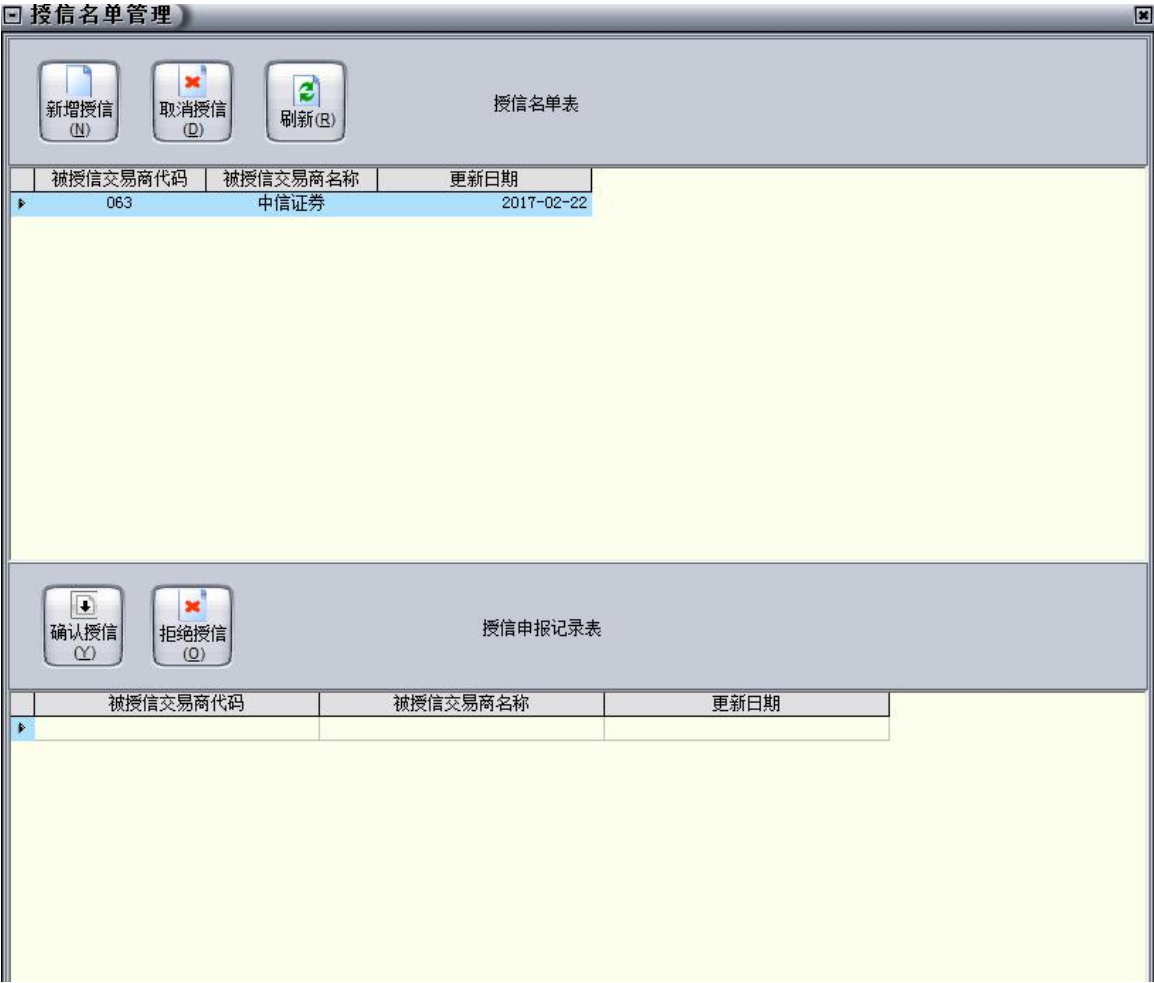 授信名单管理
新增授信
(N)
取消授信
(D)
刷新(R)
授信名单表
被授信交易商代码 被授信交易商名称 更新日期
063 中信证券 2017-02-22
确认授信
(Y)
拒绝授信
(O)
授信申报记录表
被授信交易商代码 被授信交易商名称 更新日期